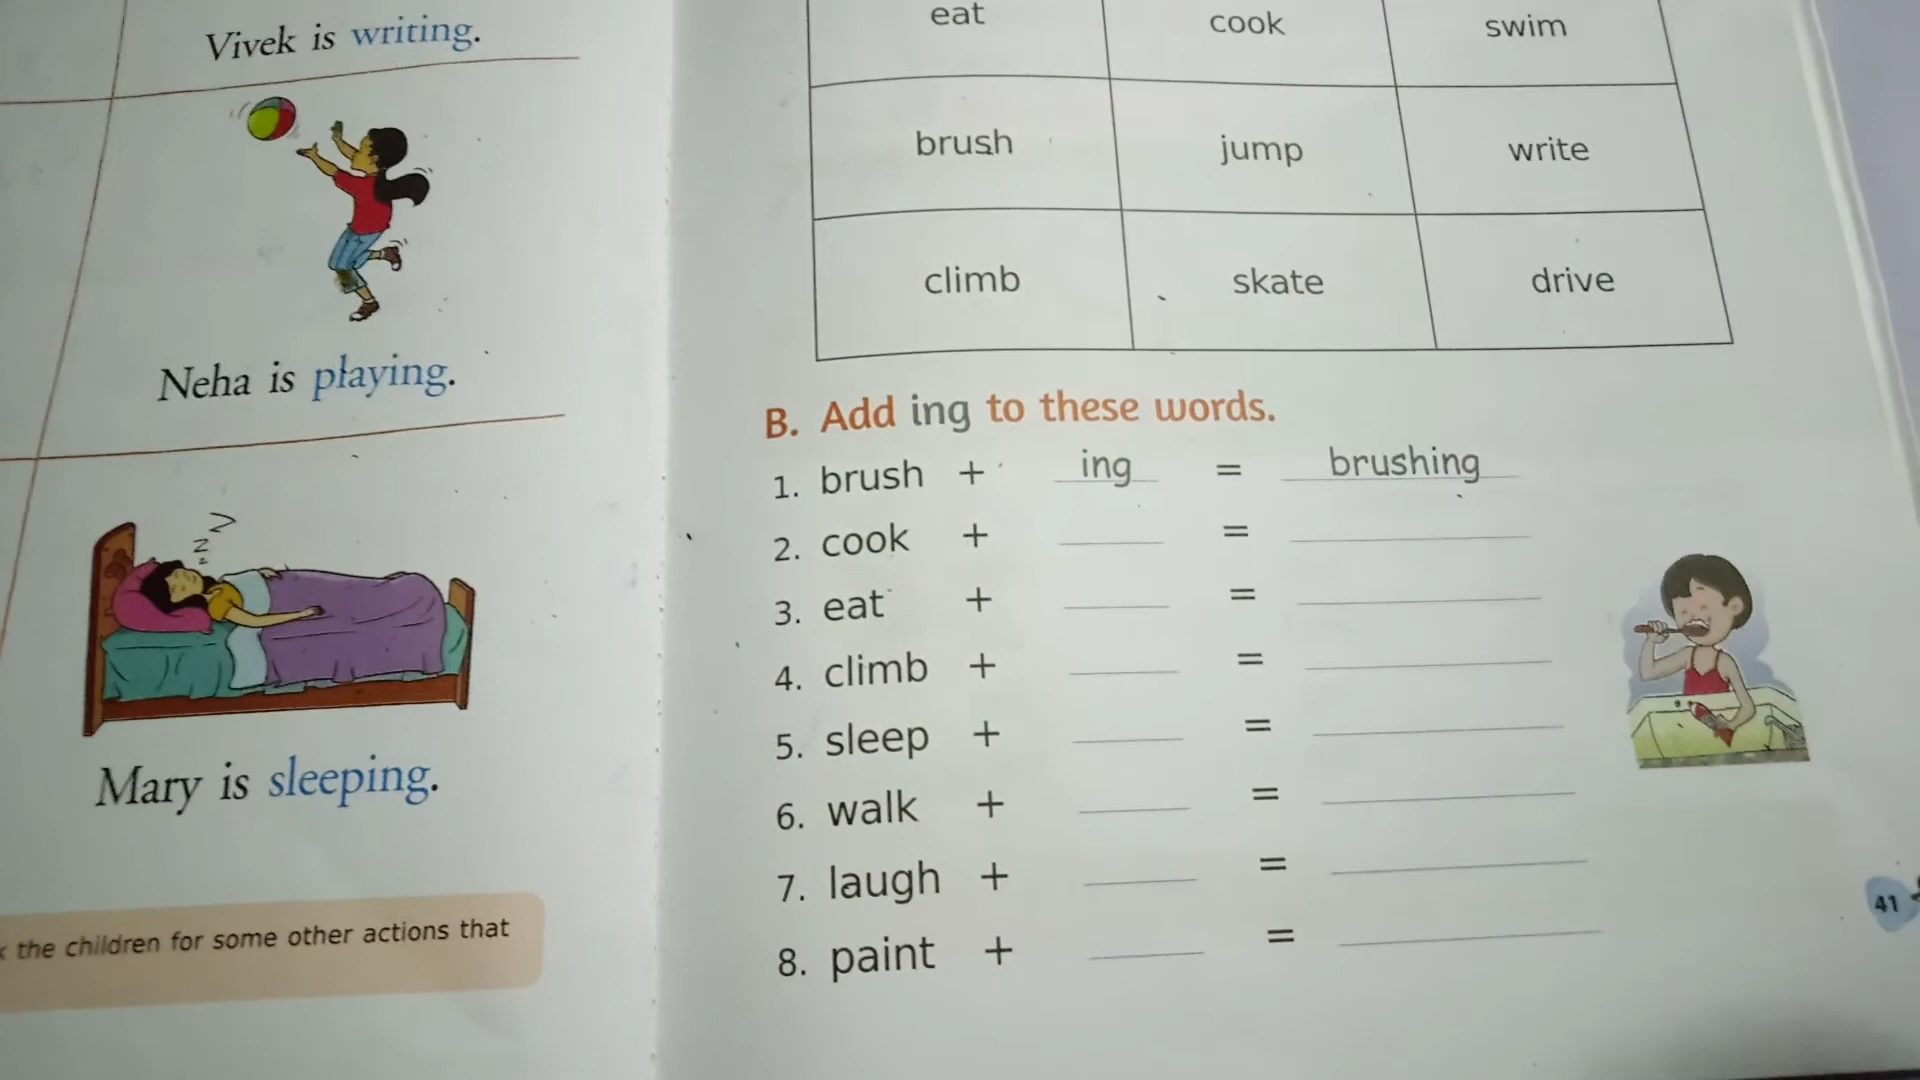 Vivek is writing.
Neha is playing.
z
z
Mary is sleeping.
the children for some other actions that
eat cook swim
brush jump write
climb skate drive
B. Add ing to these words.
1. brush + ing = brushing
2. cook + =
3. eat + =
4. climb + =
5. sleep + =
6. walk + =
7. laugh + =
8. paint + =
41